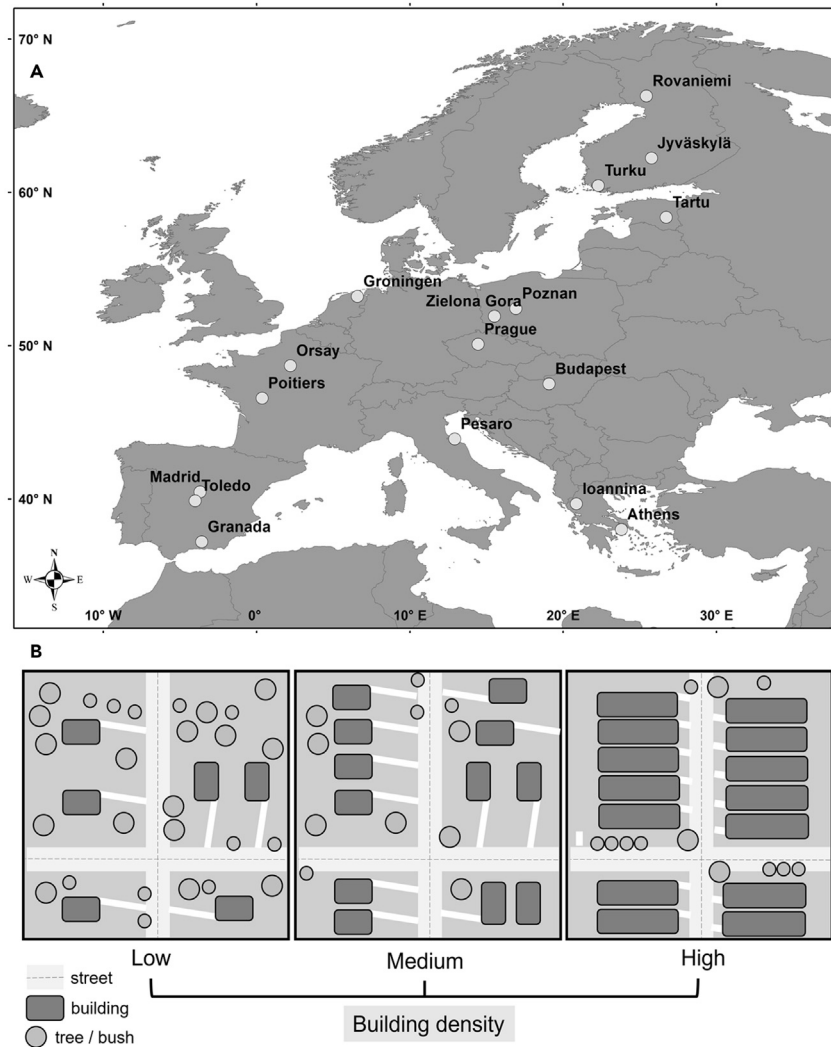 70° N
A
Rovaniemi
Jyväskylä
Turku
60° N
Tartu
Groningen
Zielona Gora
Poznan
Prague
50° N
Orsay
Budapest
Poitiers
Pesaro
Madrid
Toledo
40° N
Ioannina
Athens
Granada
N
W E
S
10° W 0° 10° E 20° E 30° E
B
Low Medium High
street
building
tree / bush
Building density